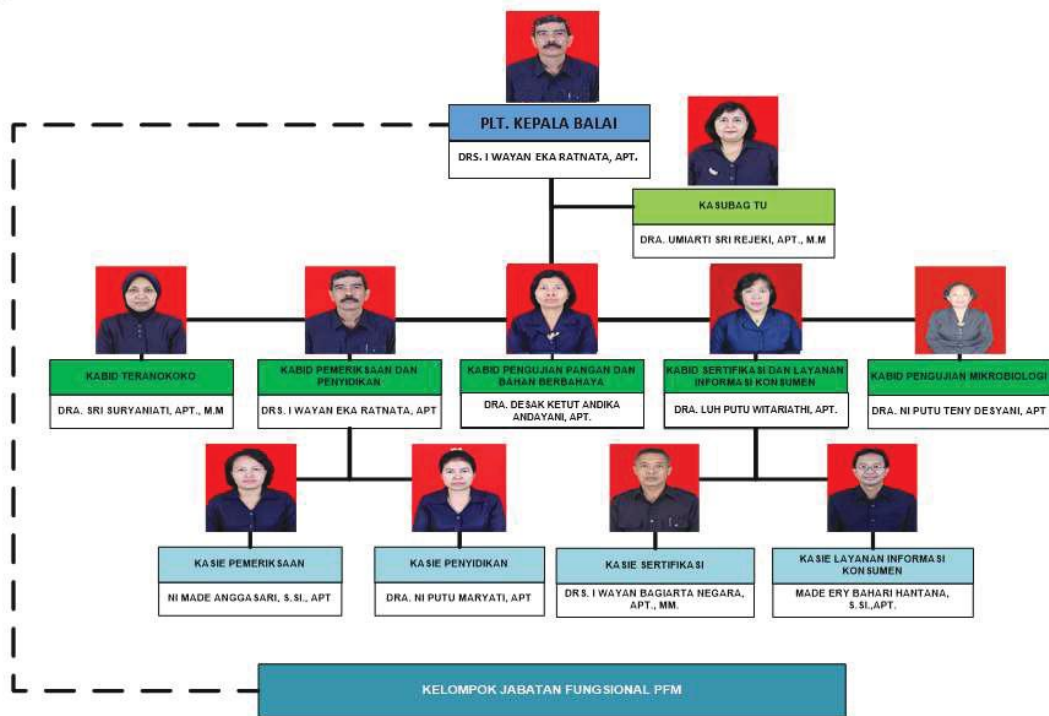 PLT. KEPALA BALAI
DRS. I WAYAN EKA RATNATA, APT.
KASUBAG TU
DRA. UMIARTI SRI REJEKI, APT., M.M
KABID TERANOKOKO
DRA. SRI SURYANIATI, APT., M.M
KABID PEMERIKSAAN DAN
PENYIDIKAN
DRS. I WAYAN EKA RATNATA, APT
KABID PENGUJIAN PANGAN DAN
BAHAN BERBAHAYA
DRA. DESAK KETUT ANDIKA
ANDAYANI, APT.
KABID SERTIFIKASI DAN LAYANAN
INFORMASI KONSUMEN
DRA. LUH PUTU WITARIATHI, APT.
KABID PENGUJIAN MIKROBIOLOGI
DRA. NI PUTU TENY DESYANI, APT
KASIE PEMERIKSAAN
NI MADE ANGGASARI, S.SI., APT
KASIE PENYIDIKAN
DRA. NI PUTU MARYATI, APT
KASIE SERTIFIKASI
DRS. I WAYAN BAGIARTA NEGARA,
APT., MM.
KASIE LAYANAN INFORMASI
KONSUMEN
MADE ERY BAHARI HANTANA,
S.SI.,APT.
KELOMPOK JABATAN FUNGSIONAL PFM